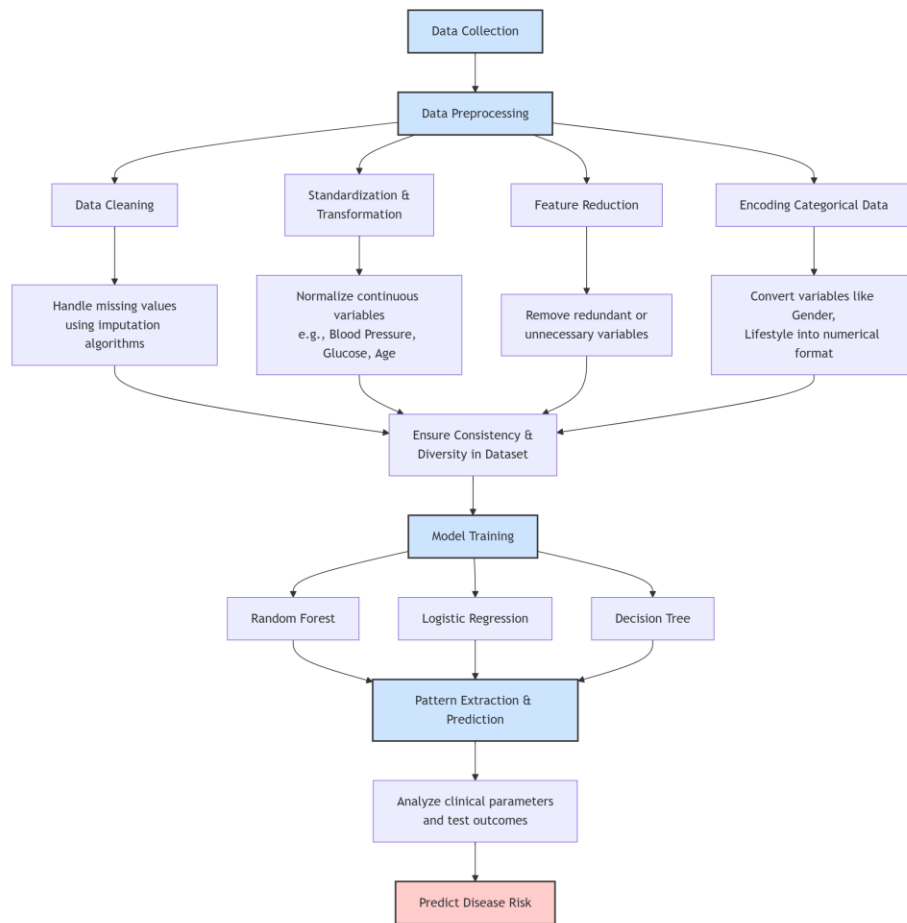 Data Collection
Data Preprocessing
Data Cleaning
Standardization &
Transformation
Feature Reduction
Encoding Categorical Data
Handle missing values
using imputation
algorithms
Normalize continuous
variables
e.g., Blood Pressure,
Glucose, Age
Remove redundant or
unnecessary variables
Convert variables like
Gender,
Lifestyle into numerical
format
Ensure Consistency &
Diversity in Dataset
Model Training
Random Forest
Logistic Regression
Decision Tree
Pattern Extraction &
Prediction
Analyze clinical parameters
and test outcomes
Predict Disease Risk